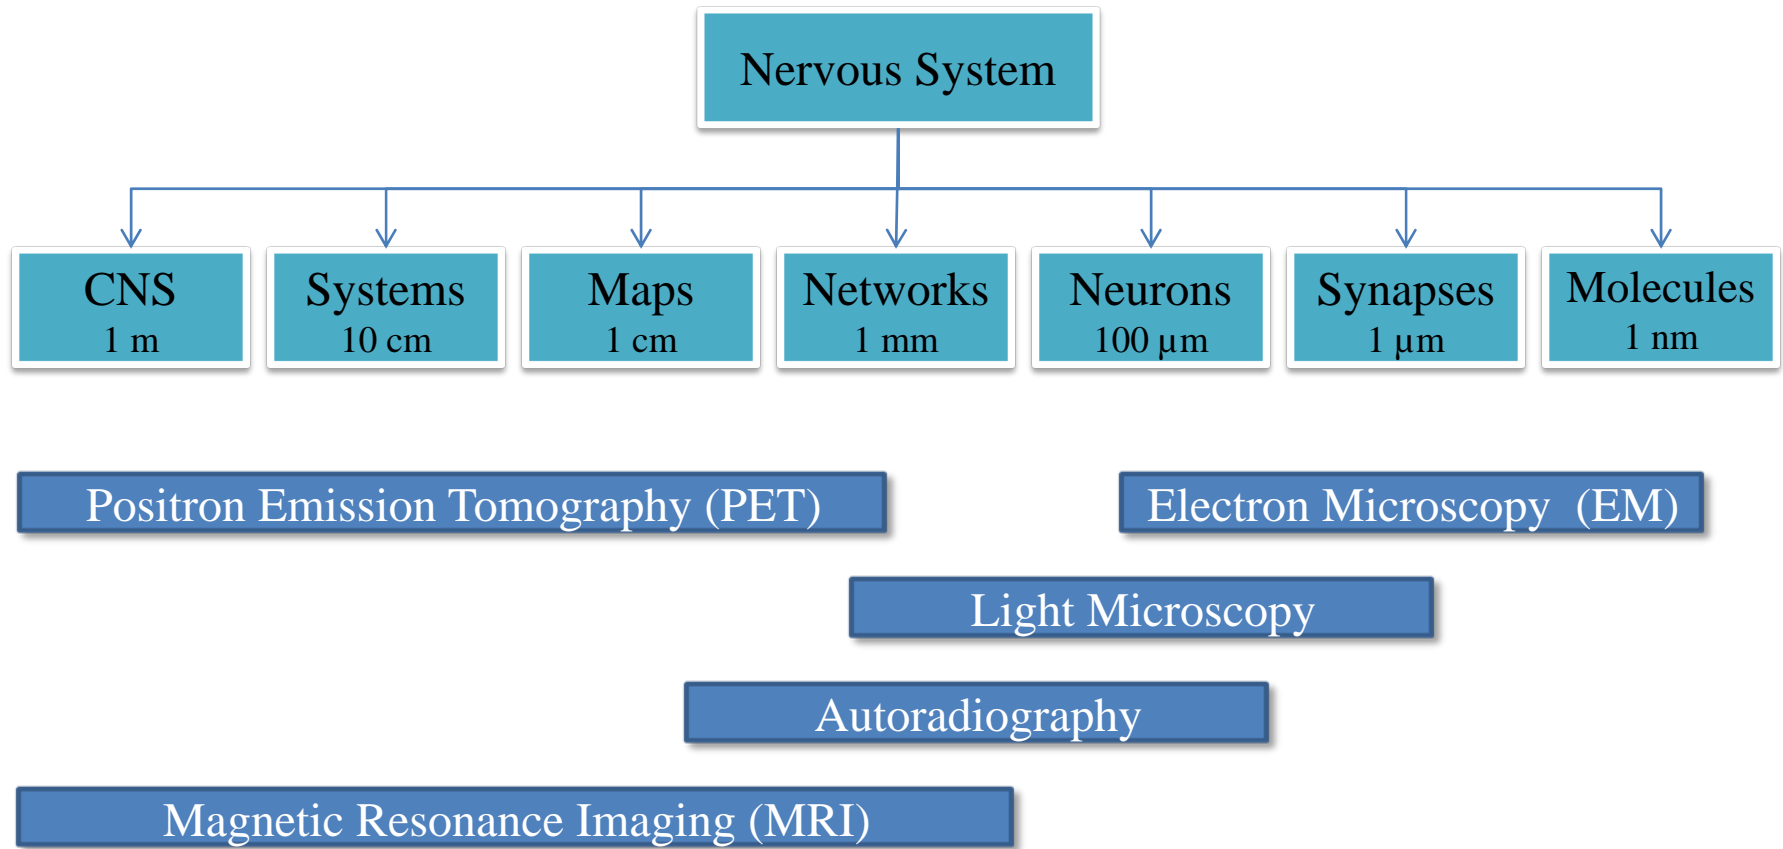 Nervous System
CNS
1 m
Systems
10 cm
Maps
1 cm
Networks
1 mm
Neurons
100 µm
Synapses
1 µm
Molecules
1 nm
Positron Emission Tomography (PET)
Electron Microscopy (EM)
Light Microscopy
Autoradiography
Magnetic Resonance Imaging (MRI)